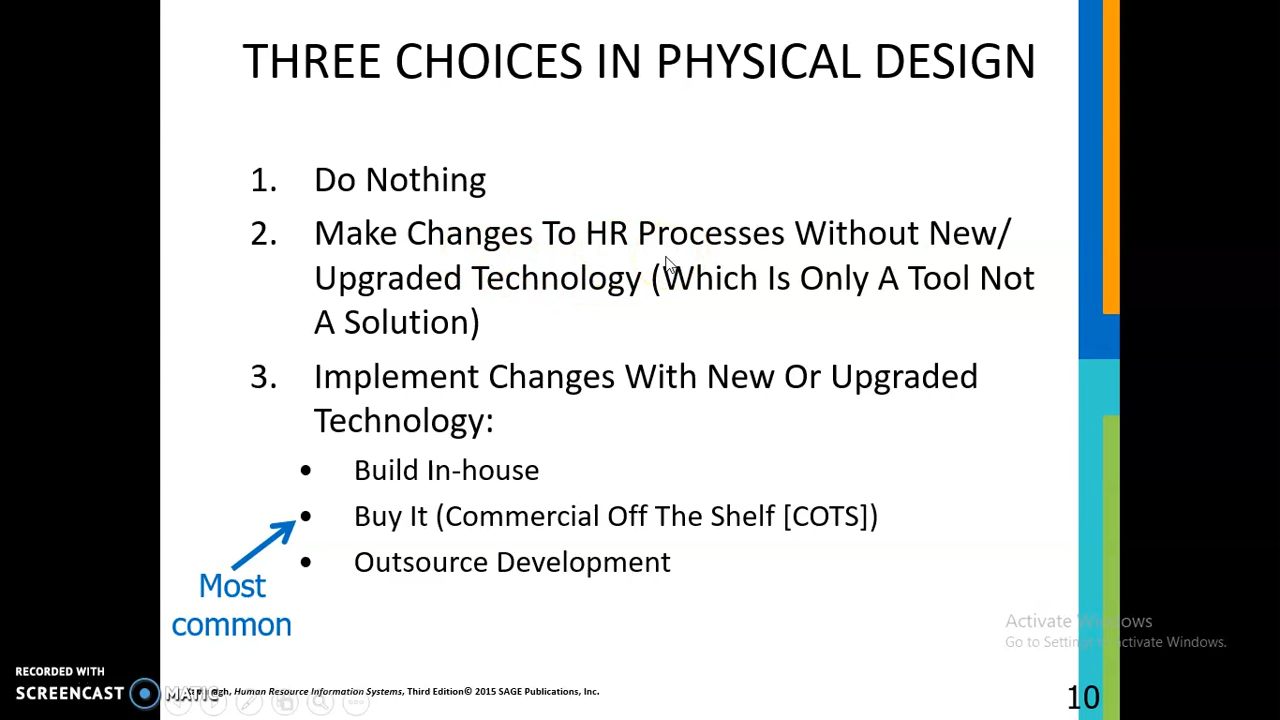 THREE CHOICES IN PHYSICAL DESIGN
1. Do Nothing
2. Make Changes To HR Processes Without New/
Upgraded Technology (Which Is Only A Tool Not
A Solution)
3. Implement Changes With New Or Upgraded
Technology:
• Build In-house
• Buy It (Commercial Off The Shelf [COTS])
• Outsource Development
Most
common
Activate Windows
Go to Settings to activate Windows.
RECORDED WITH
SCREENCAST MATIC
Human Resource Information Systems, Third Edition© 2015 SAGE Publications, Inc.
10